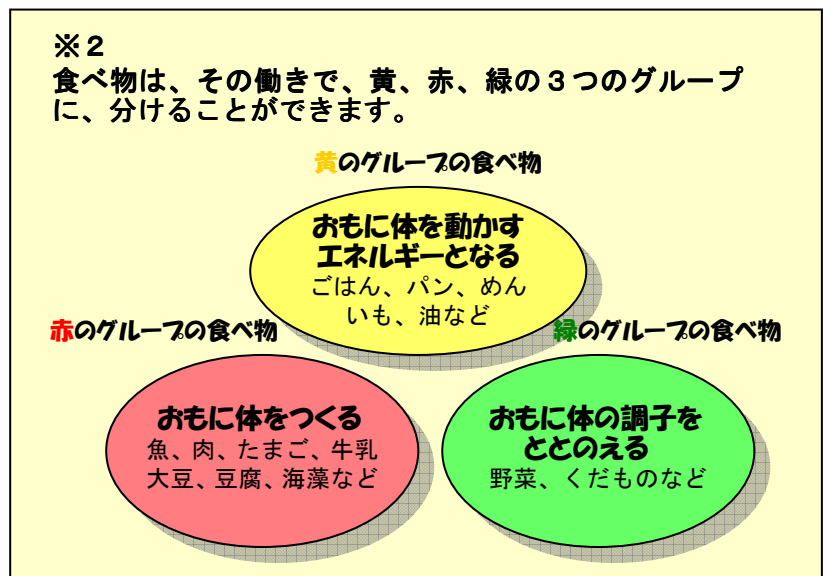 ※2
食べ物は、その働きで、黄、赤、緑の3つのグループ
に、分けることができます。
黄のグループの食べ物
おもに体を動かす
エネルギーとなる
ごはん、パン、めん
いも、油など
赤のグループの食べ物
おもに体をつくる
魚、肉、たまご、牛乳
大豆、豆腐、海藻など
緑のグループの食べ物
おもに体の調子を
ととのえる
野菜、くだものなど